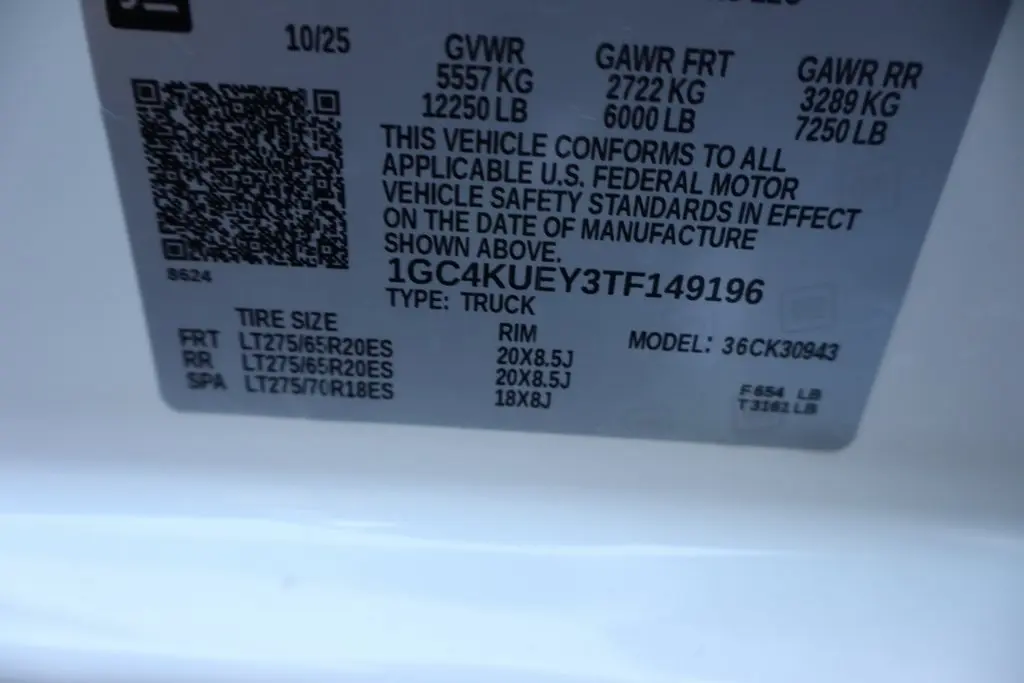 10/25
GVWR
5557 KG
12250 LB
GAWR FRT
2722 KG
6000 LB
GAWR RR
3289 KG
7250 LB
THIS VEHICLE CONFORMS TO ALL
APPLICABLE U.S. FEDERAL MOTOR
VEHICLE SAFETY STANDARDS IN EFFECT
ON THE DATE OF MANUFACTURE
SHOWN ABOVE.
8624
1GC4KUEY3TF149196
TYPE: TRUCK
TIRE SIZE RIM MODEL: 36CK30943
FRT LT275/65R20ES 20X8.5J
RR LT275/65R20ES 20X8.5J
SPA LT275/70R18ES 18X8J
F 654 LB
T 3161 LB